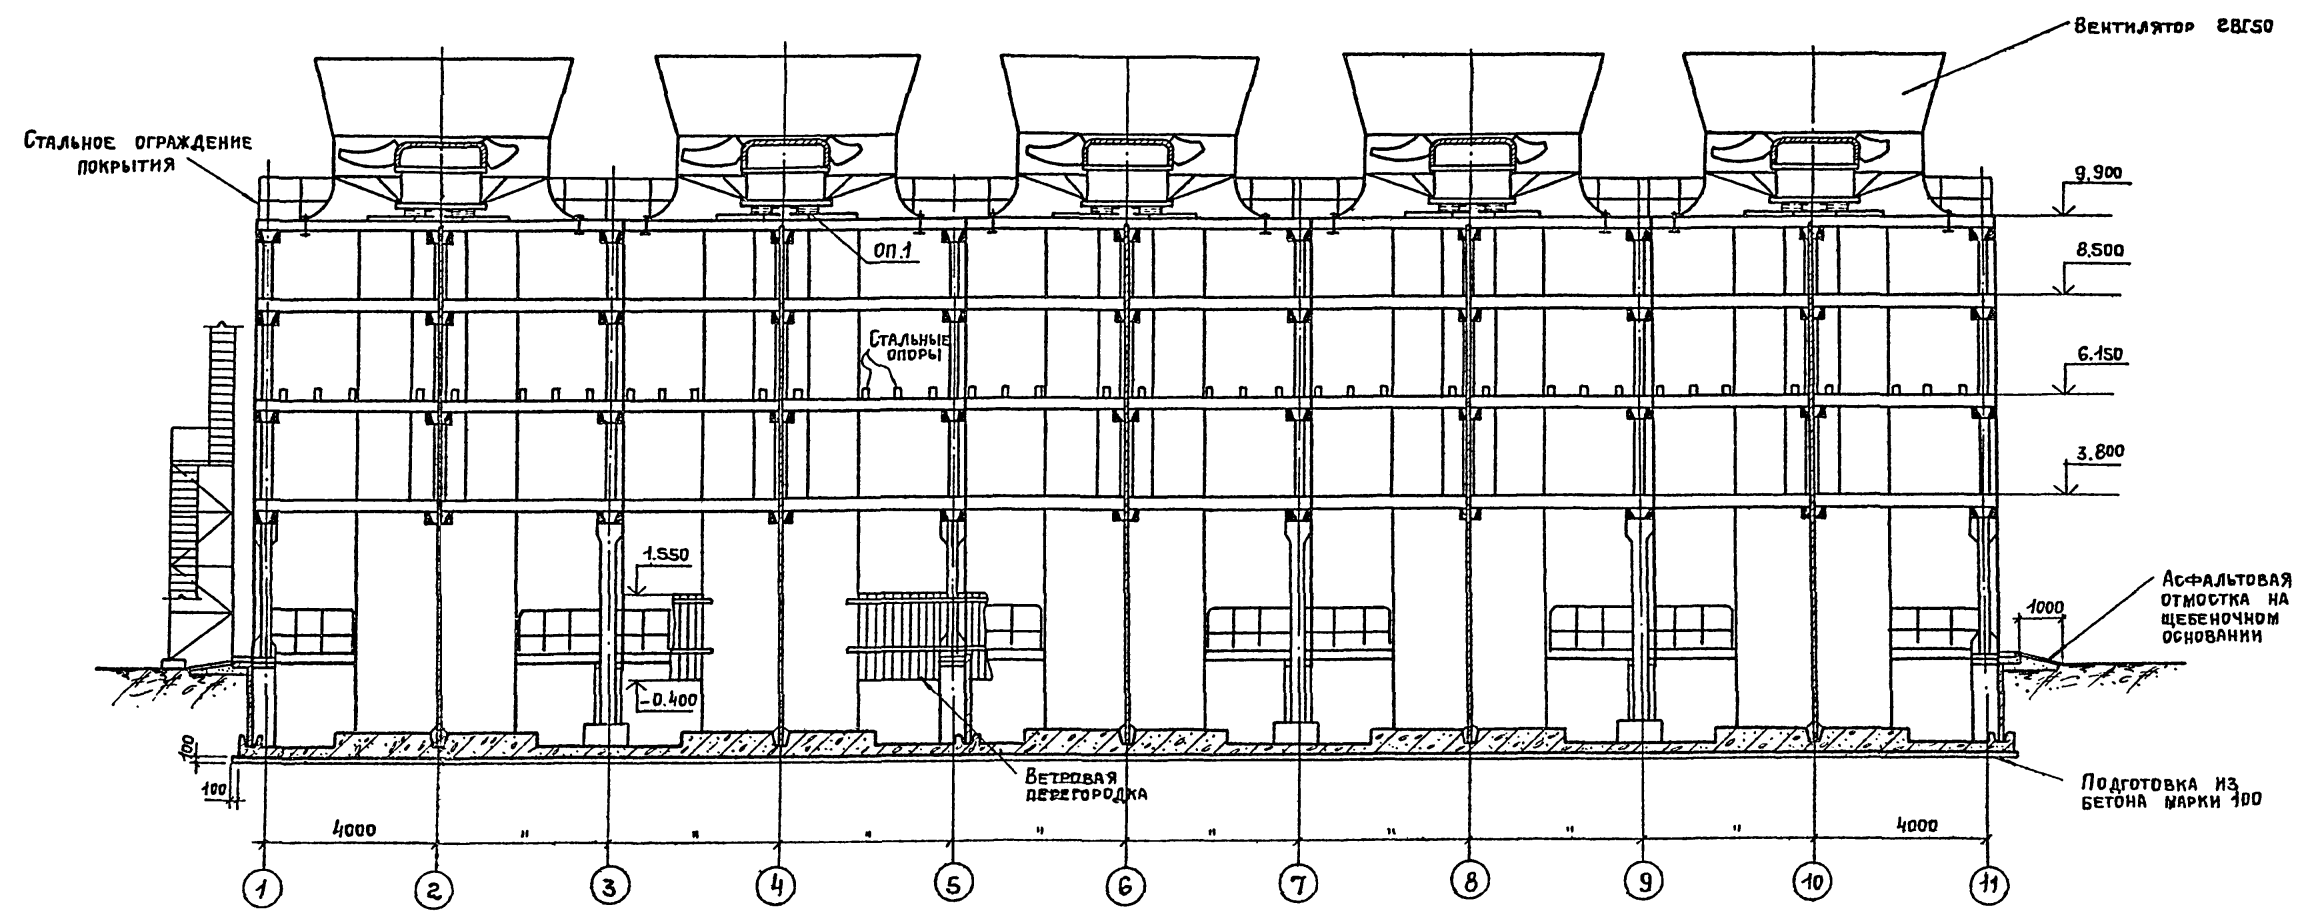 Вентилятор 2ВГ50
Стальное ограждение
покрытия
9.900
ОП.1
8.500
Стальные
опоры
6.150
3.800
1.550
Асфальтовая
отмостка на
щебеночном
основании
1000
-0.400
100
100
Ветровая
перегородка
Подготовка из
бетона марки 100
4000 " " " " " " " " 4000
1 2 3 4 5 6 7 8 9 10 11